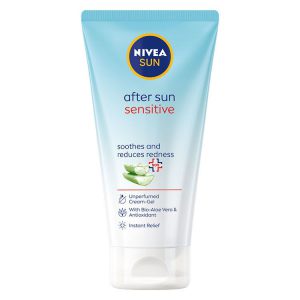 NIVEA
SUN
after sun
sensitive
soothes and
reduces redness
Unperfumed
Cream-Gel
With Bio-Aloe Vera &
Antioxidant
Instant Relief